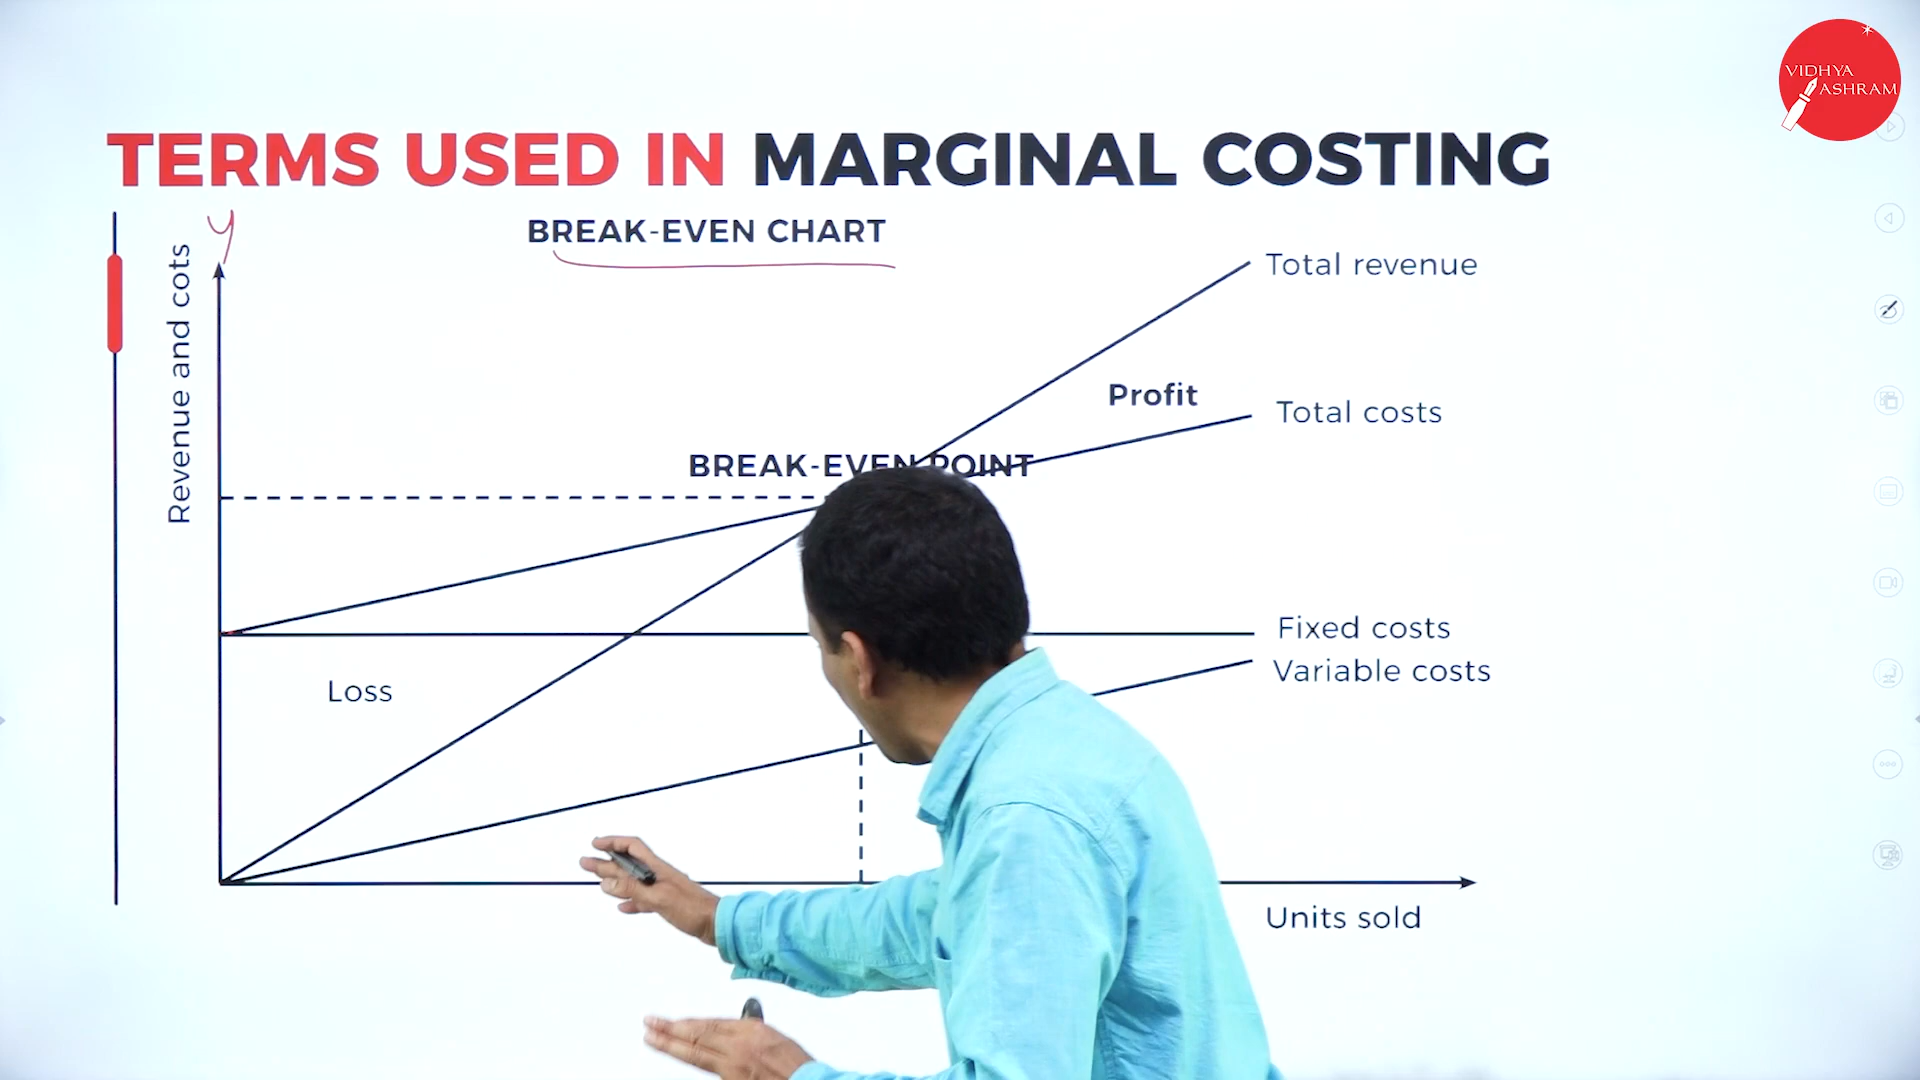 VIDHYA
ASHRAM
TERMS USED IN MARGINAL COSTING
y
BREAK-EVEN CHART
Revenue and cots
Total revenue
Profit
Total costs
BREAK-EVEN POINT
Fixed costs
Variable costs
Loss
Units sold